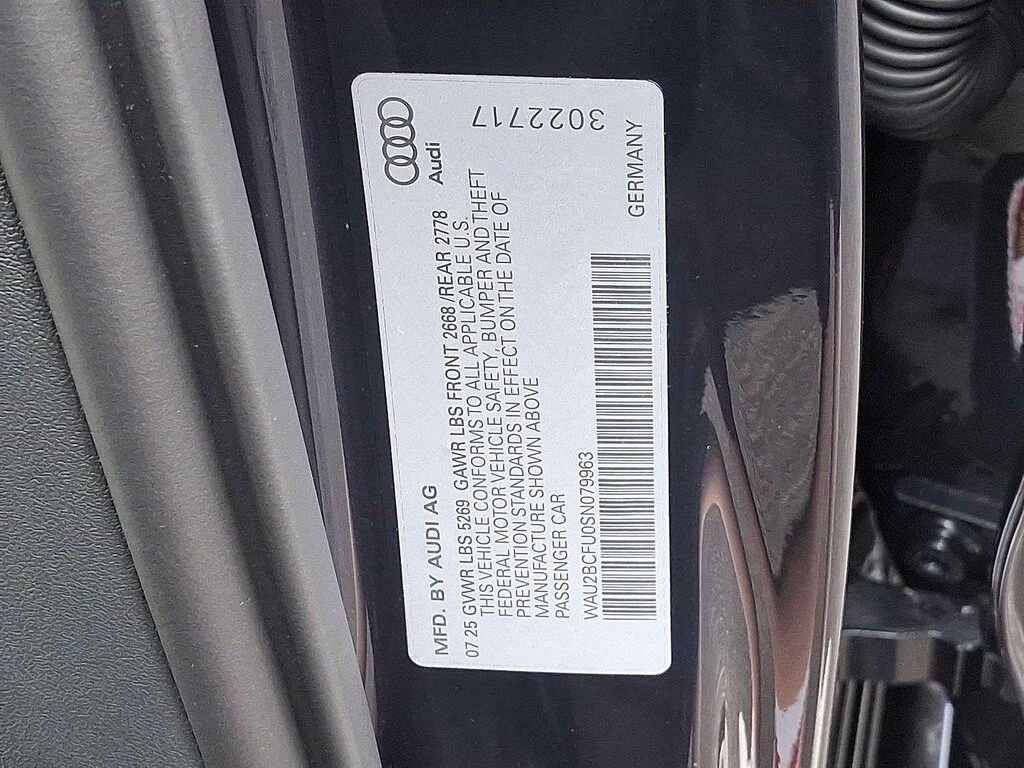 MFD. BY AUDI AG
Audi
07 25 GVWR LBS 5269 GAWR LBS FRONT 2668/REAR 2778
THIS VEHICLE CONFORMS TO ALL APPLICABLE U.S.
FEDERAL MOTOR VEHICLE SAFETY, BUMPER AND THEFT
PREVENTION STANDARDS IN EFFECT ON THE DATE OF
MANUFACTURE SHOWN ABOVE
PASSENGER CAR
3022717
WAU2BCFU0SN079963
GERMANY